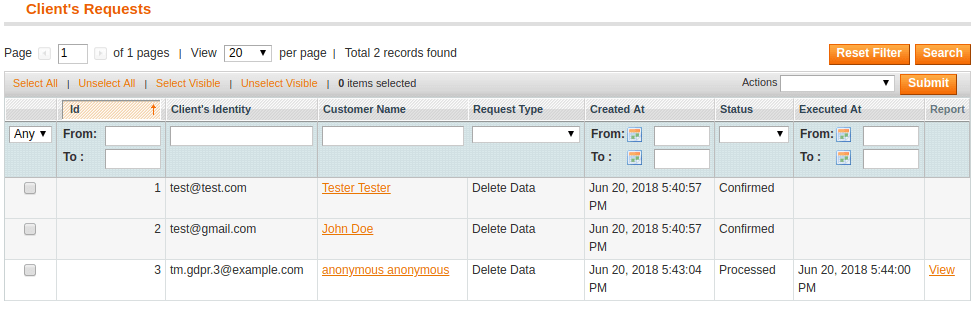 Client's Requests
Page 1 of 1 pages | View 20 per page | Total 2 records found Reset Filter Search
Select All | Unselect All | Select Visible | Unselect Visible | 0 items selected Actions Submit
Id Client's Identity Customer Name Request Type Created At Status Executed At Report
Any From: From: From:
To : To : To :
1 test@test.com Tester Tester Delete Data Jun 20, 2018 5:40:57 Confirmed
PM
2 test@gmail.com John Doe Delete Data Jun 20, 2018 5:40:57 Confirmed
PM
3 tm.gdpr.3@example.com anonymous anonymous Delete Data Jun 20, 2018 5:43:04 Processed Jun 20, 2018 5:44:00 View
PM PM